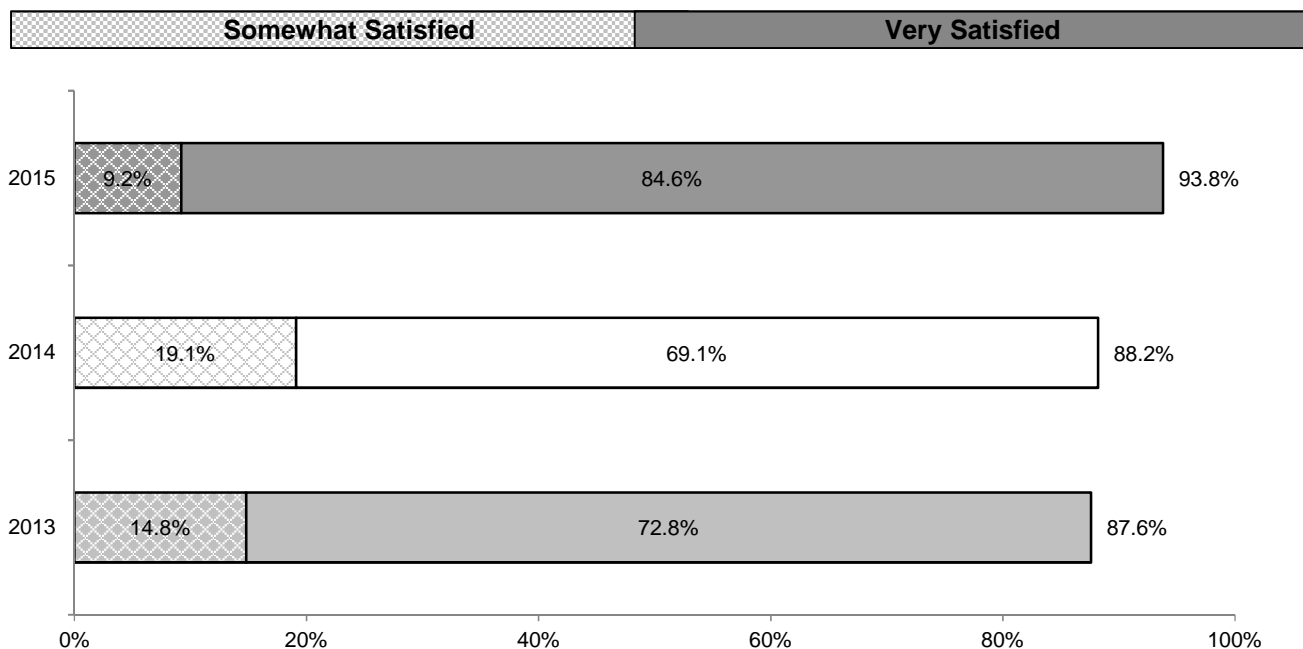 Somewhat Satisfied Very Satisfied
2015 9.2% 84.6% 93.8%
2014 19.1% 69.1% 88.2%
2013 14.8% 72.8% 87.6%
0% 20% 40% 60% 80% 100%